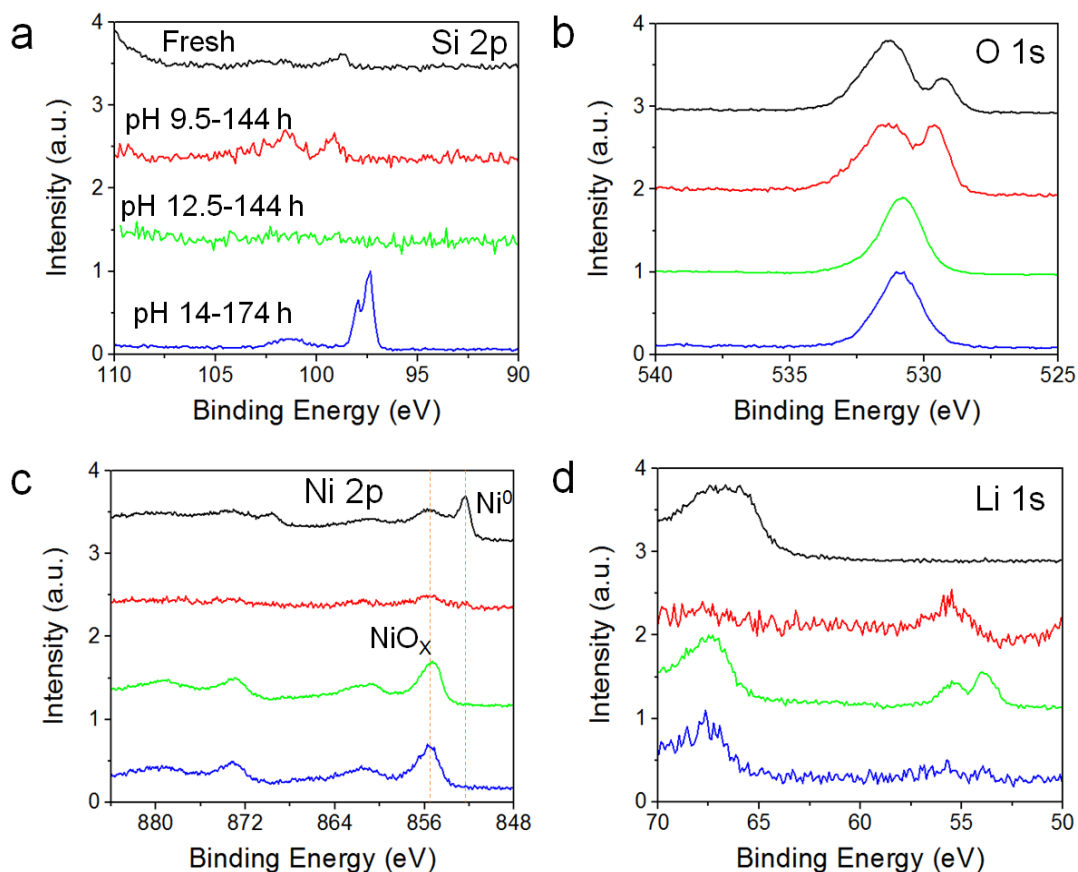 a
Fresh
Si 2p
pH 9.5-144 h
pH 12.5-144 h
pH 14-174 h
Intensity (a.u.)
4
3
2
1
0
110
105
100
95
90
Binding Energy (eV)
b
O 1s
Intensity (a.u.)
4
3
2
1
0
540
535
530
525
Binding Energy (eV)
c
Ni 2p
Ni⁰
NiOₓ
Intensity (a.u.)
4
3
2
1
0
880
872
864
856
848
Binding Energy (eV)
d
Li 1s
Intensity (a.u.)
4
3
2
1
0
70
65
60
55
50
Binding Energy (eV)